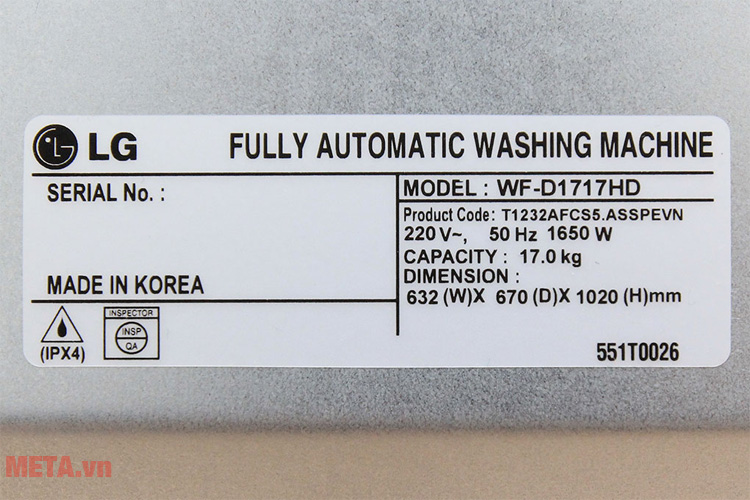 LG FULLY AUTOMATIC WASHING MACHINE
SERIAL No. :
MADE IN KOREA
MODEL : WF-D1717HD
Product Code: T1232AFCS5.ASSPEVN
220 V~, 50 Hz 1650 W
CAPACITY : 17.0 kg
DIMENSION :
632 (W)X 670 (D)X 1020 (H)mm
(IPX4)
INSPECTOR
INSP
QA
551T0026
META.vn